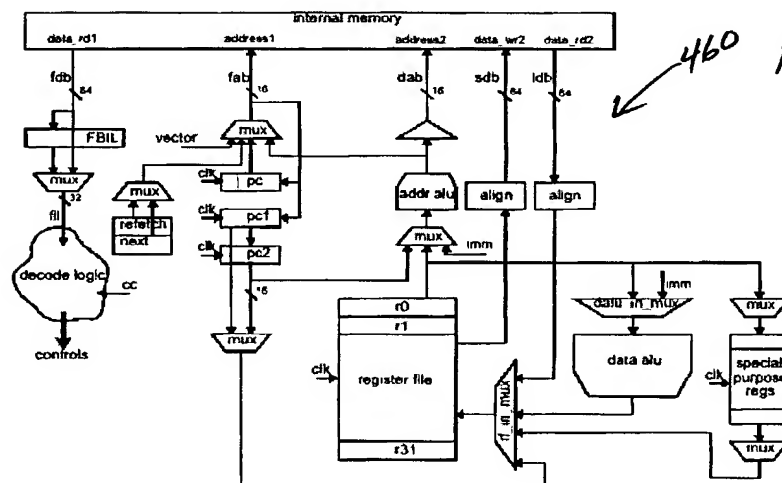 internal memory
data_rd1 address1 address2 data_wr2 data_rd2
460
fdb fab dab sdb ldb
64 16 16 64 64
FBIL
vector
mux
mux
mux
clk pc
addr alu
align
align
32
fil
refetch
next
clk pc1
clk pc2
mux
imm
decode logic
cc
16
imm
controls
mux
r0
r1
dalu_in_mux
mux
clk
register file
rf_in_mux
data alu
clk
special
purpose
regs
r31
mux